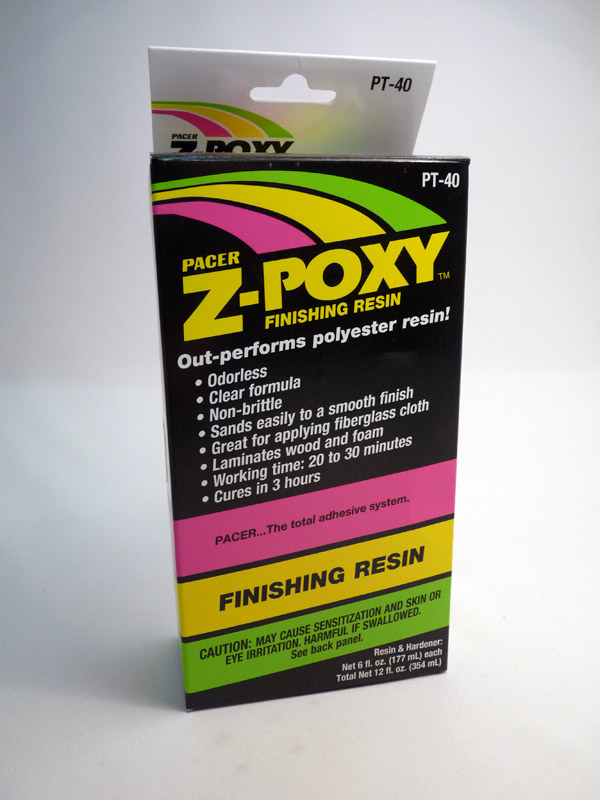 PT-40
PACER
Z-POXY
PT-40
PACER
Z-POXY™
FINISHING RESIN
Out-performs polyester resin!
• Odorless
• Clear formula
• Non-brittle
• Sands easily to a smooth finish
• Great for applying fiberglass cloth
• Laminates wood and foam
• Working time: 20 to 30 minutes
• Cures in 3 hours
PACER...The total adhesive system.
FINISHING RESIN
CAUTION: MAY CAUSE SENSITIZATION AND SKIN OR
EYE IRRITATION. HARMFUL IF SWALLOWED.
See back panel.
Resin & Hardener:
Net 6 fl. oz. (177 mL) each
Total Net 12 fl. oz. (354 mL)